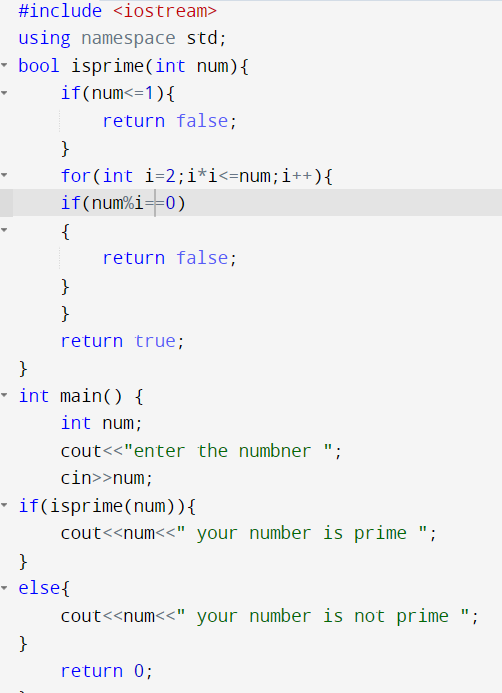 #include <iostream>
using namespace std;
bool isprime(int num){
    if(num<=1){
        return false;
    }
    for(int i=2;i*i<=num;i++){
    if(num%i==0)
    {
        return false;
    }
    }
    return true;
}
int main() {
    int num;
    cout<<"enter the numbner ";
    cin>>num;
if(isprime(num)){
    cout<<num<<" your number is prime ";
}
else{
    cout<<num<<" your number is not prime ";
}
    return 0;
}